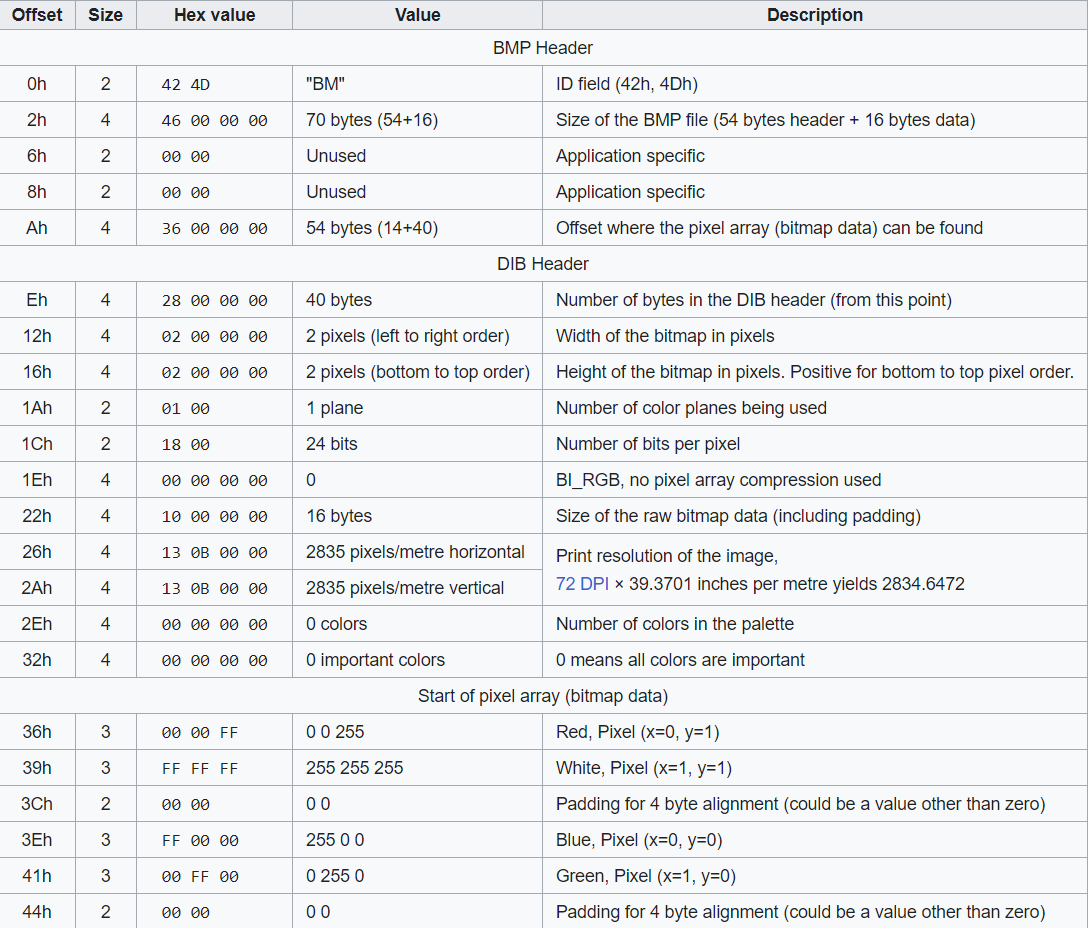 Offset Size Hex value Value Description
BMP Header
0h 2 42 4D "BM" ID field (42h, 4Dh)
2h 4 46 00 00 00 70 bytes (54+16) Size of the BMP file (54 bytes header + 16 bytes data)
6h 2 00 00 Unused Application specific
8h 2 00 00 Unused Application specific
Ah 4 36 00 00 00 54 bytes (14+40) Offset where the pixel array (bitmap data) can be found
DIB Header
Eh 4 28 00 00 00 40 bytes Number of bytes in the DIB header (from this point)
12h 4 02 00 00 00 2 pixels (left to right order) Width of the bitmap in pixels
16h 4 02 00 00 00 2 pixels (bottom to top order) Height of the bitmap in pixels. Positive for bottom to top pixel order.
1Ah 2 01 00 1 plane Number of color planes being used
1Ch 2 18 00 24 bits Number of bits per pixel
1Eh 4 00 00 00 00 0 BI_RGB, no pixel array compression used
22h 4 10 00 00 00 16 bytes Size of the raw bitmap data (including padding)
26h 4 13 0B 00 00 2835 pixels/metre horizontal Print resolution of the image,
2Ah 4 13 0B 00 00 2835 pixels/metre vertical 72 DPI × 39.3701 inches per metre yields 2834.6472
2Eh 4 00 00 00 00 0 colors Number of colors in the palette
32h 4 00 00 00 00 0 important colors 0 means all colors are important
Start of pixel array (bitmap data)
36h 3 00 00 FF 0 0 255 Red, Pixel (x=0, y=1)
39h 3 FF FF FF 255 255 255 White, Pixel (x=1, y=1)
3Ch 2 00 00 0 0 Padding for 4 byte alignment (could be a value other than zero)
3Eh 3 FF 00 00 255 0 0 Blue, Pixel (x=0, y=0)
41h 3 00 FF 00 0 255 0 Green, Pixel (x=1, y=0)
44h 2 00 00 0 0 Padding for 4 byte alignment (could be a value other than zero)